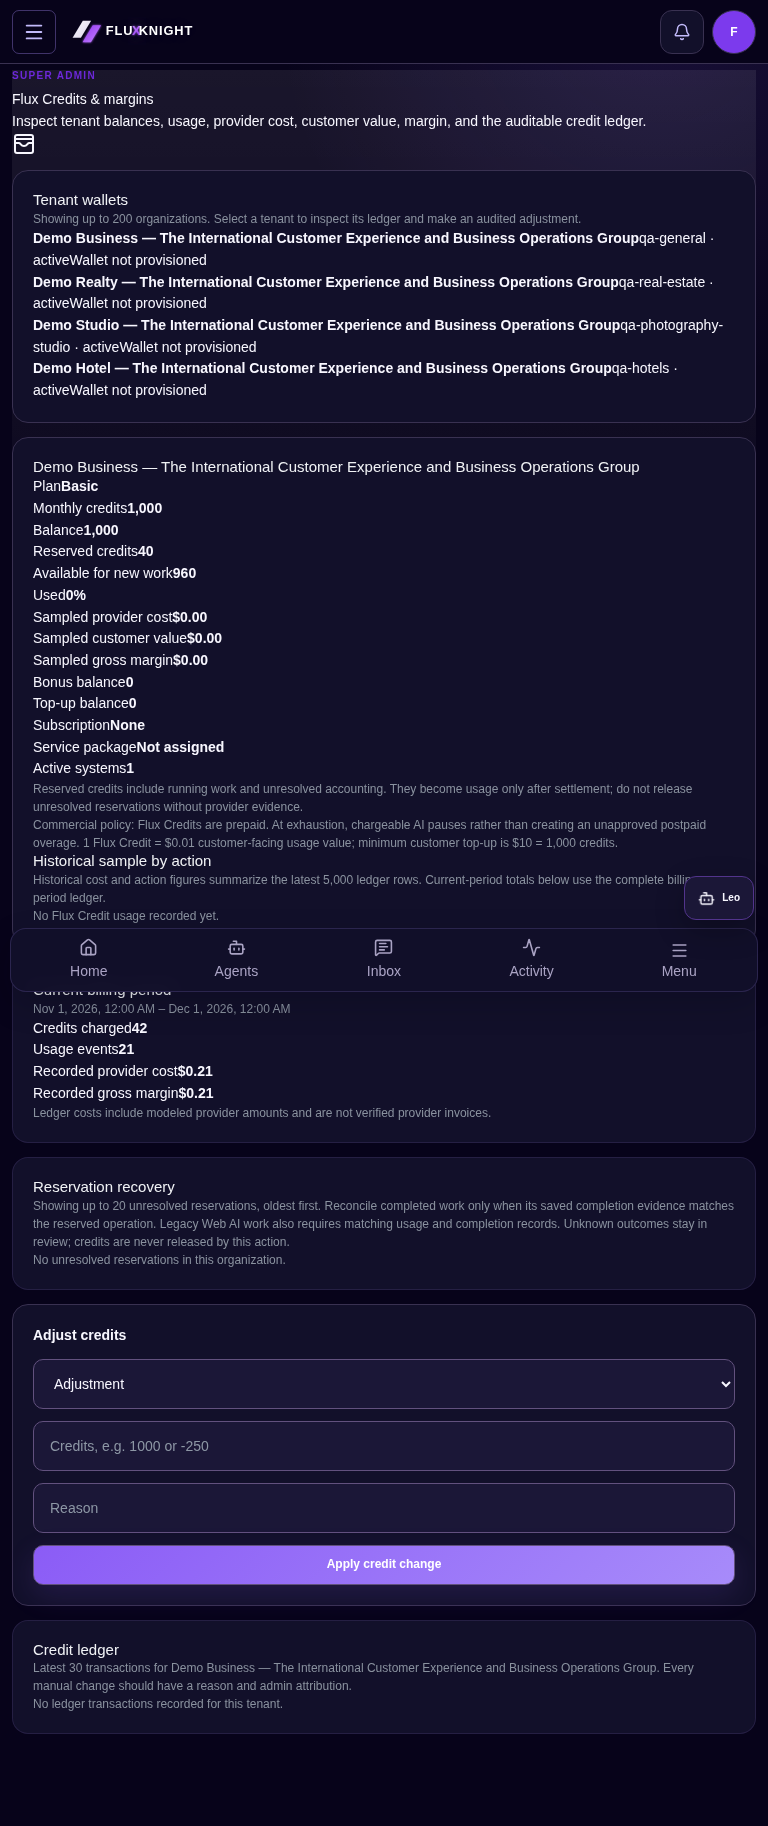 FLUXKNIGHT
F
SUPER ADMIN
Flux Credits & margins
Inspect tenant balances, usage, provider cost, customer value, margin, and the auditable credit ledger.
Tenant wallets
Showing up to 200 organizations. Select a tenant to inspect its ledger and make an audited adjustment.
Demo Business — The International Customer Experience and Business Operations Groupqa-general ·
activeWallet not provisioned
Demo Realty — The International Customer Experience and Business Operations Groupqa-real-estate ·
activeWallet not provisioned
Demo Studio — The International Customer Experience and Business Operations Groupqa-photography-
studio · activeWallet not provisioned
Demo Hotel — The International Customer Experience and Business Operations Groupqa-hotels ·
activeWallet not provisioned
Demo Business — The International Customer Experience and Business Operations Group
PlanBasic
Monthly credits1,000
Balance1,000
Reserved credits40
Available for new work960
Used0%
Sampled provider cost$0.00
Sampled customer value$0.00
Sampled gross margin$0.00
Bonus balance0
Top-up balance0
SubscriptionNone
Service packageNot assigned
Active systems1
Reserved credits include running work and unresolved accounting. They become usage only after settlement; do not release
unresolved reservations without provider evidence.
Commercial policy: Flux Credits are prepaid. At exhaustion, chargeable AI pauses rather than creating an unapproved postpaid
overage. 1 Flux Credit = $0.01 customer-facing usage value; minimum customer top-up is $10 = 1,000 credits.
Historical sample by action
Historical cost and action figures summarize the latest 5,000 ledger rows. Current-period totals below use the complete
period ledger.
Leo
No Flux Credit usage recorded yet.
Home
Agents
Inbox
Activity
Menu
Current billing period
Nov 1, 2026, 12:00 AM – Dec 1, 2026, 12:00 AM
Credits charged42
Usage events21
Recorded provider cost$0.21
Recorded gross margin$0.21
Ledger costs include modeled provider amounts and are not verified provider invoices.
Reservation recovery
Showing up to 20 unresolved reservations, oldest first. Reconcile completed work only when its saved completion evidence matches
the reserved operation. Legacy Web AI work also requires matching usage and completion records. Unknown outcomes stay in
review; credits are never released by this action.
No unresolved reservations in this organization.
Adjust credits
Adjustment
Credits, e.g. 1000 or -250
Reason
Apply credit change
Credit ledger
Latest 30 transactions for Demo Business — The International Customer Experience and Business Operations Group. Every
manual change should have a reason and admin attribution.
No ledger transactions recorded for this tenant.